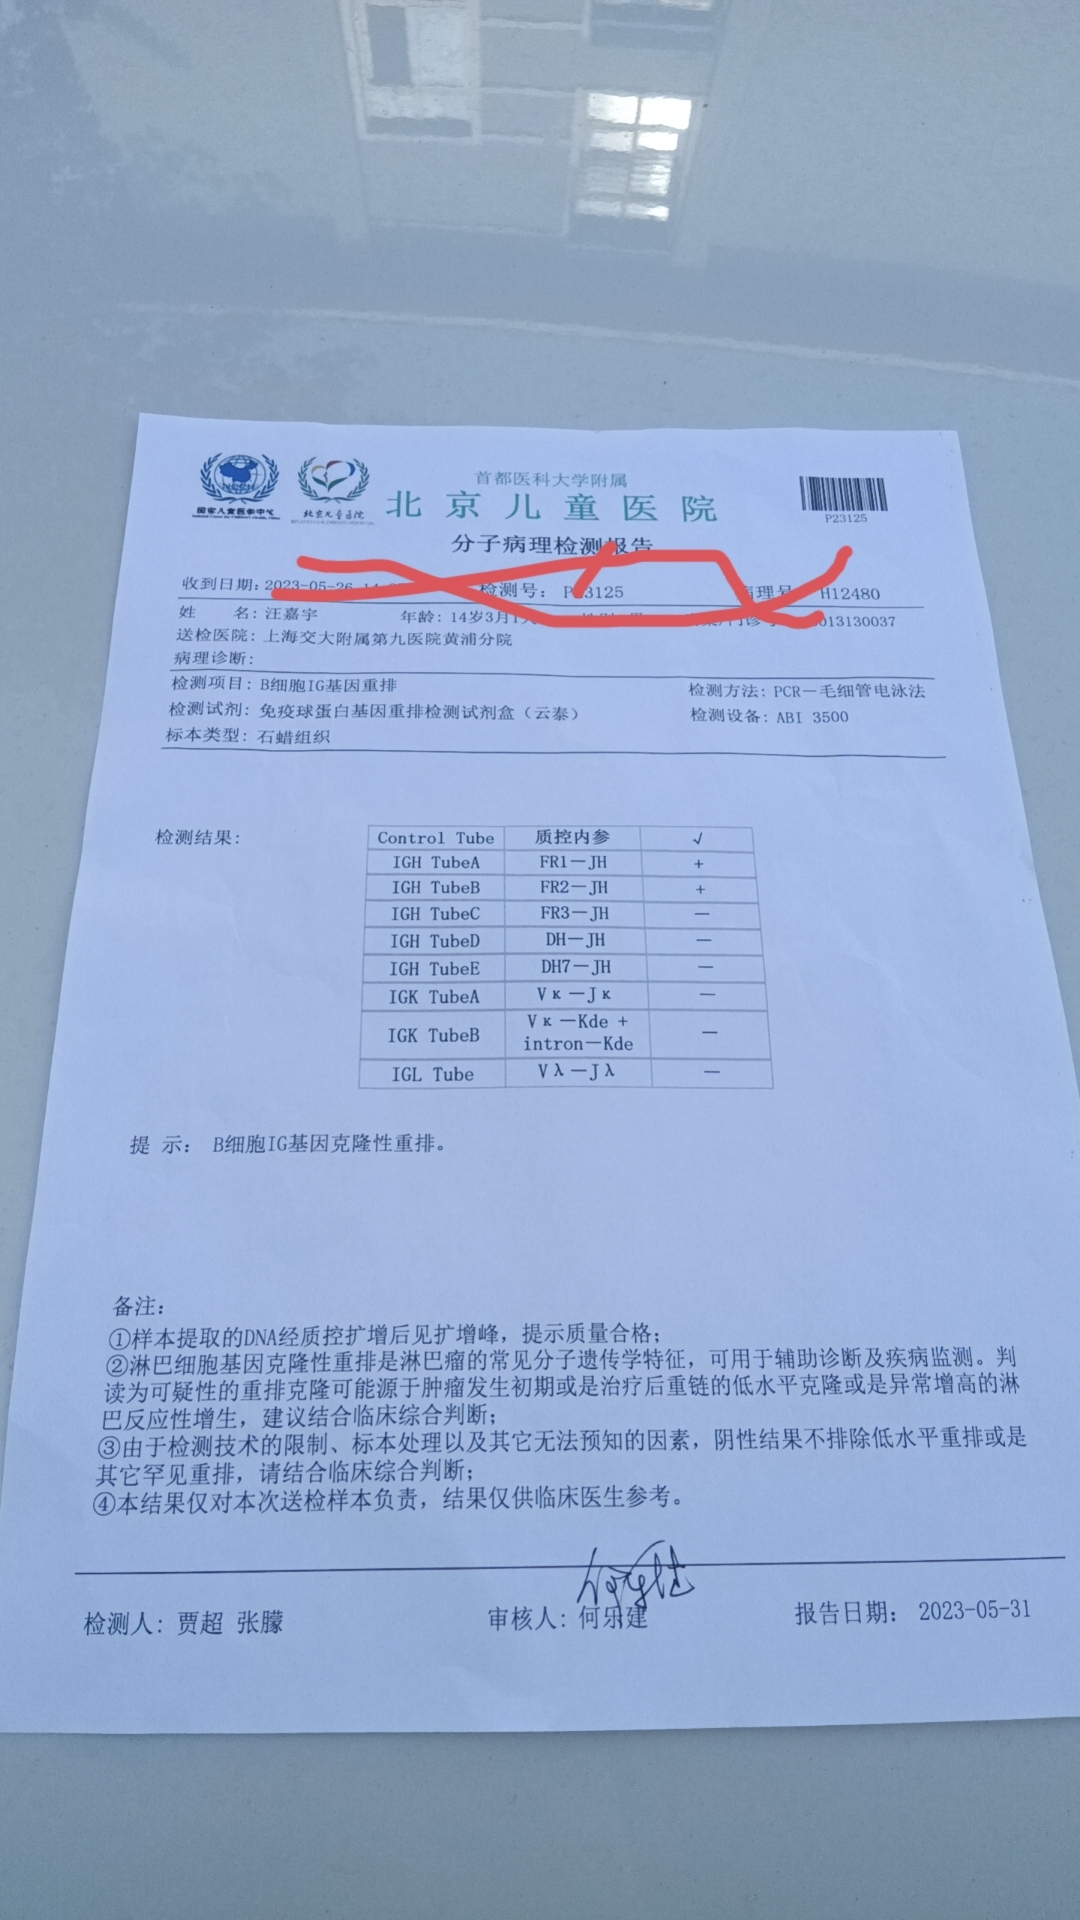 首都医科大学附属
北京儿童医院
国家儿童医学中心
北京儿童医院
P23125
分子病理检测报告
收到日期: 2023-05-26 检测号: P23125 病理号 H12480
姓 名: 汪嘉宇 年龄: 14岁3月1 013130037
送检医院: 上海交大附属第九医院黄浦分院
病理诊断:
检测项目: B细胞IG基因重排 检测方法: PCR-毛细管电泳法
检测试剂: 免疫球蛋白基因重排检测试剂盒（云泰） 检测设备: ABI 3500
标本类型: 石蜡组织
检测结果:
Control Tube 质控内参 √
IGH TubeA FR1-JH +
IGH TubeB FR2-JH +
IGH TubeC FR3-JH -
IGH TubeD DH-JH -
IGH TubeE DH7-JH -
IGK TubeA Vκ-Jκ -
IGK TubeB Vκ-Kde + intron-Kde -
IGL Tube Vλ-Jλ -
提 示: B细胞IG基因克隆性重排。
备注:
①样本提取的DNA经质控扩增后见扩增峰，提示质量合格；
②淋巴细胞基因克隆性重排是淋巴瘤的常见分子遗传学特征，可用于辅助诊断及疾病监测。判
读为可疑性的重排克隆可能源于肿瘤发生初期或是治疗后重链的低水平克隆或是异常增高的淋
巴反应性增生，建议结合临床综合判断；
③由于检测技术的限制、标本处理以及其它无法预知的因素，阴性结果不排除低水平重排或是
其它罕见重排，请结合临床综合判断；
④本结果仅对本次送检样本负责，结果仅供临床医生参考。
检测人: 贾超 张朦 审核人: 何乐建 报告日期: 2023-05-31